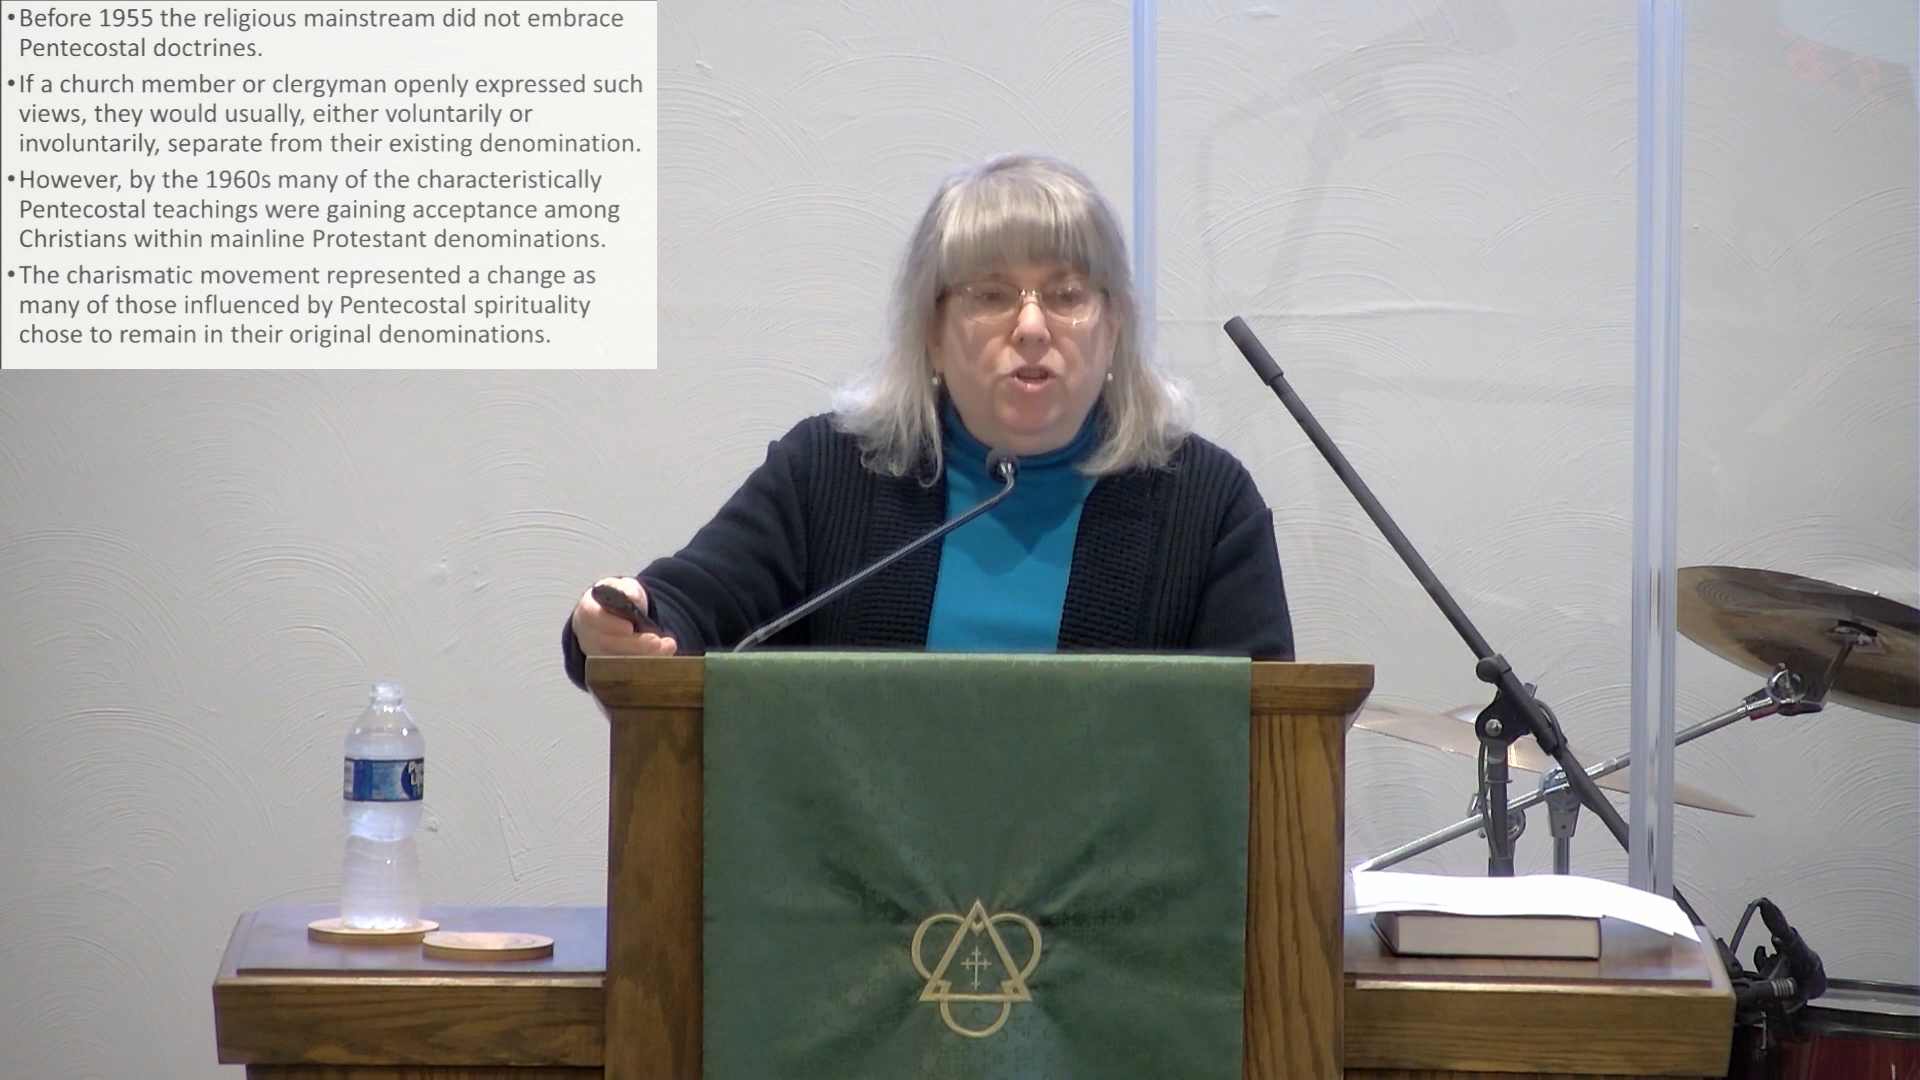 •Before 1955 the religious mainstream did not embrace
Pentecostal doctrines.
•If a church member or clergyman openly expressed such
views, they would usually, either voluntarily or
involuntarily, separate from their existing denomination.
•However, by the 1960s many of the characteristically
Pentecostal teachings were gaining acceptance among
Christians within mainline Protestant denominations.
•The charismatic movement represented a change as
many of those influenced by Pentecostal spirituality
chose to remain in their original denominations.